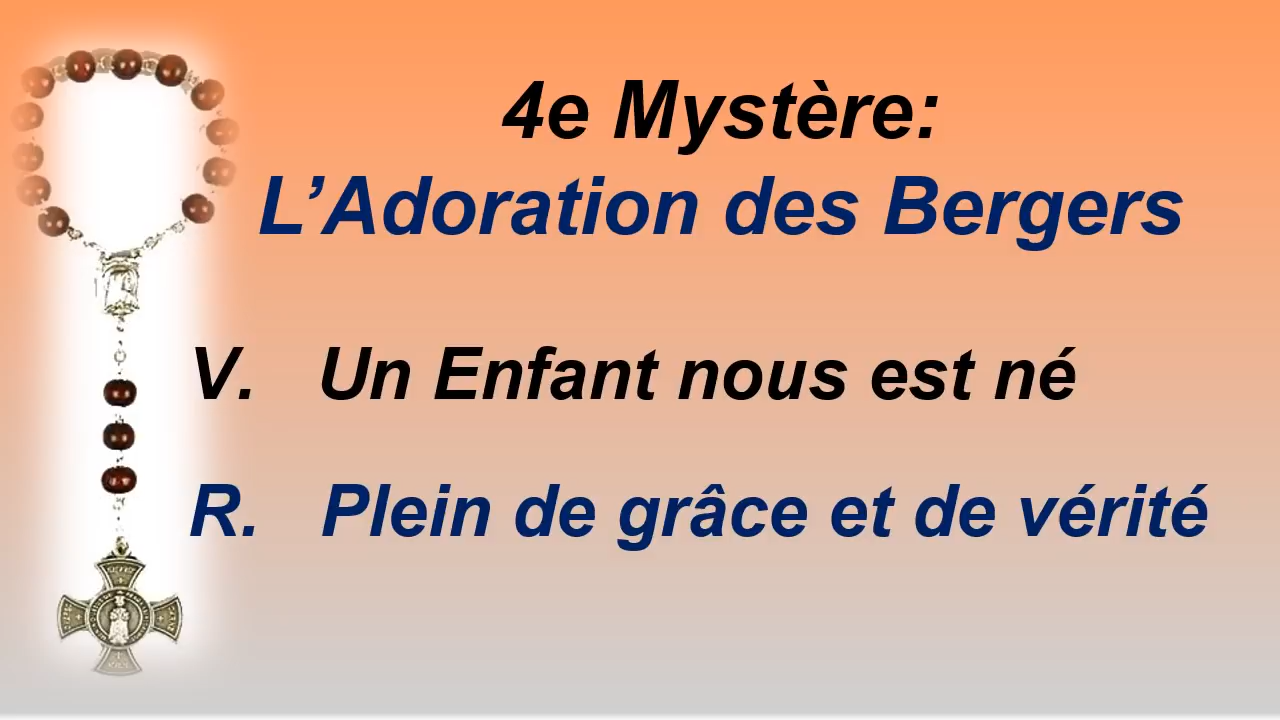 4e Mystère:
L’Adoration des Bergers
V. Un Enfant nous est né
R. Plein de grâce et de vérité